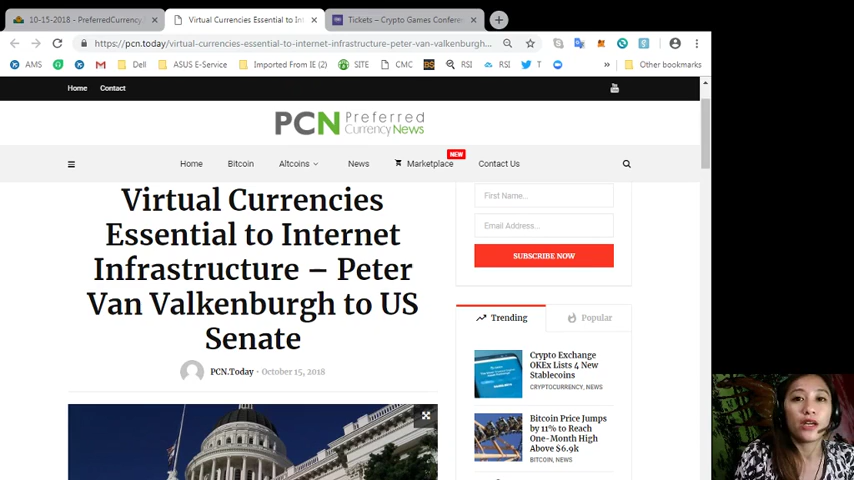 10-15-2018 - PreferredCurrency
Virtual Currencies Essential to In
Tickets – Crypto Games Confere
https://pcn.today/virtual-currencies-essential-to-internet-infrastructure-peter-van-valkenburgh...
AMS
Dell
ASUS E-Service
Imported From IE (2)
SITE
CMC
RSI
RSI
T
»
Other bookmarks
Home
Contact
PCN Preferred
Currency News
Home
Bitcoin
Altcoins
News
Marketplace
NEW
Contact Us
Virtual Currencies
Essential to Internet
Infrastructure – Peter
Van Valkenburgh to US
Senate
PCN.Today - October 15, 2018
First Name...
Email Address...
SUBSCRIBE NOW
Trending
Popular
Crypto Exchange
OKEx Lists 4 New
Stablecoins
CRYPTOCURRENCY, NEWS
Bitcoin Price Jumps
by 11% to Reach
One-Month High
Above $6.9k
BITCOIN, NEWS